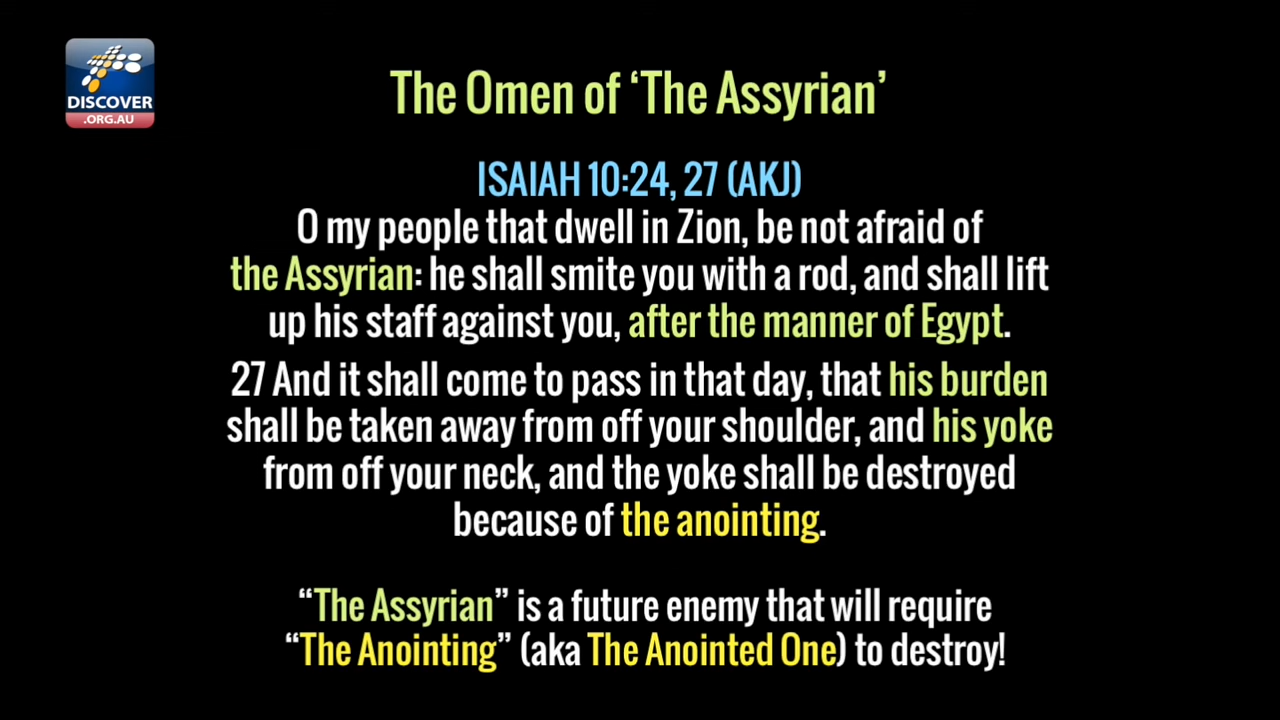 DISCOVER
.ORG.AU
The Omen of ‘The Assyrian’
ISAIAH 10:24, 27 (AKJ)
O my people that dwell in Zion, be not afraid of
the Assyrian: he shall smite you with a rod, and shall lift
up his staff against you, after the manner of Egypt.
27 And it shall come to pass in that day, that his burden
shall be taken away from off your shoulder, and his yoke
from off your neck, and the yoke shall be destroyed
because of the anointing.
“The Assyrian” is a future enemy that will require
“The Anointing” (aka The Anointed One) to destroy!